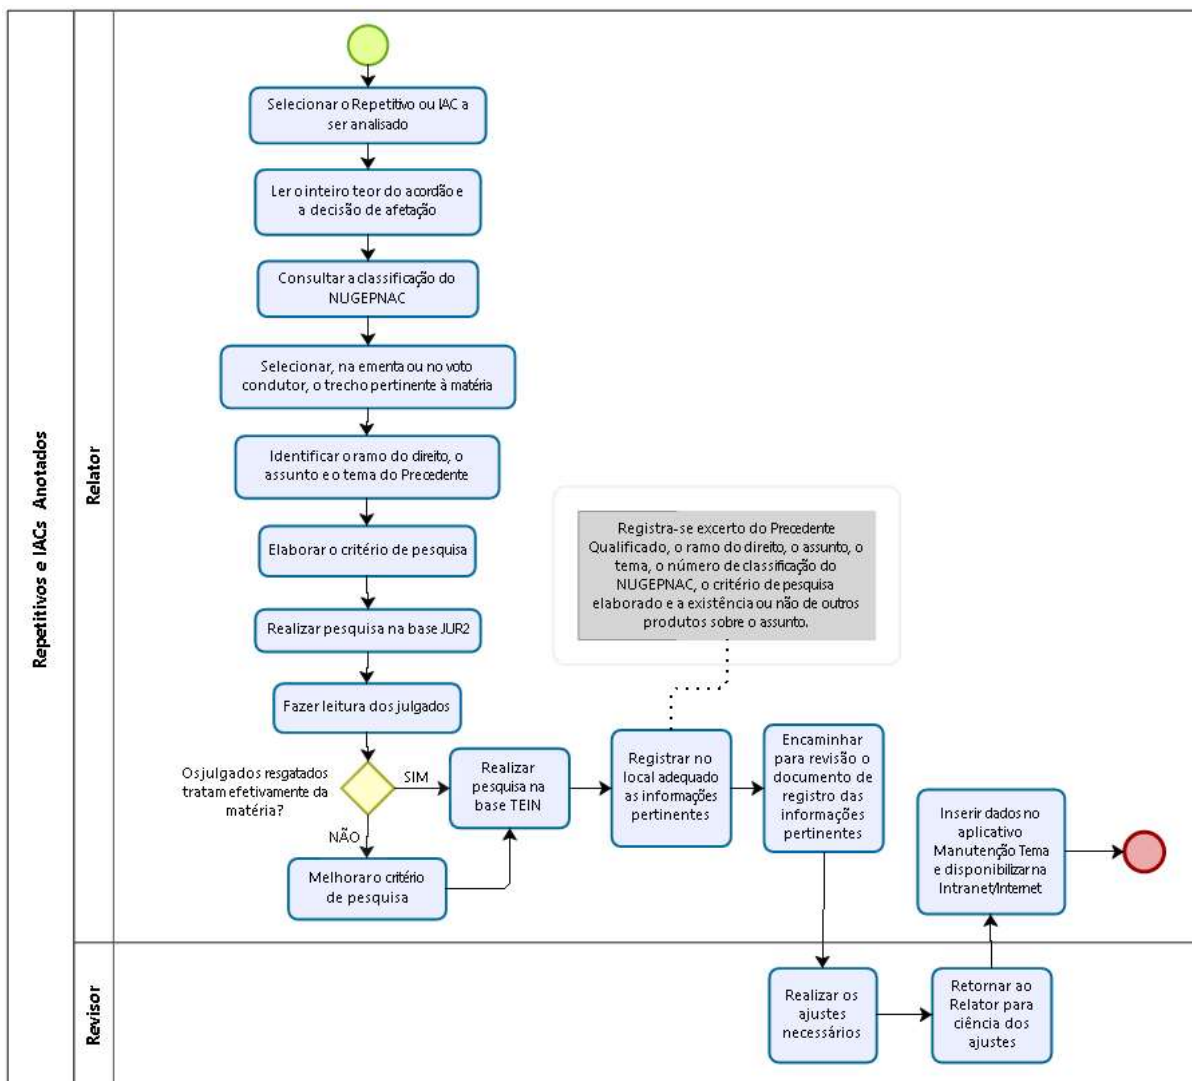 Repetitivos e IACs Anotados
Relator
Selecionar o Repetitivo ou IAC a
ser analisado
Ler o inteiro teor do acordão e
a decisão de afetação
Consultar a classificação do
NUGEPNAC
Selecionar, na ementa ou no voto
condutor, o trecho pertinente à matéria
Identificar o ramo do direito, o
assunto e o tema do Precedente
Elaborar o critério de pesquisa
Realizar pesquisa na base JUR2
Fazer leitura dos julgados
Os julgados resgatados
tratam efetivamente da
matéria?
SIM
NÃO
Melhorar o critério
de pesquisa
Realizar
pesquisa na
base TEIN
Registra-se excerto do Precedente
Qualificado, o ramo do direito, o assunto, o
tema, o número de classificação do
NUGEPNAC, o critério de pesquisa
elaborado e a existência ou não de outros
produtos sobre o assunto.
Registrar no
local adequado
as informações
pertinentes
Encaminhar
para revisão o
documento de
registro das
informações
pertinentes
Inserir dados no
aplicativo
Manutenção Tema
e disponibilizar na
Intranet/Internet
Revisor
Realizar os
ajustes
necessários
Retornar ao
Relator para
ciência dos
ajustes